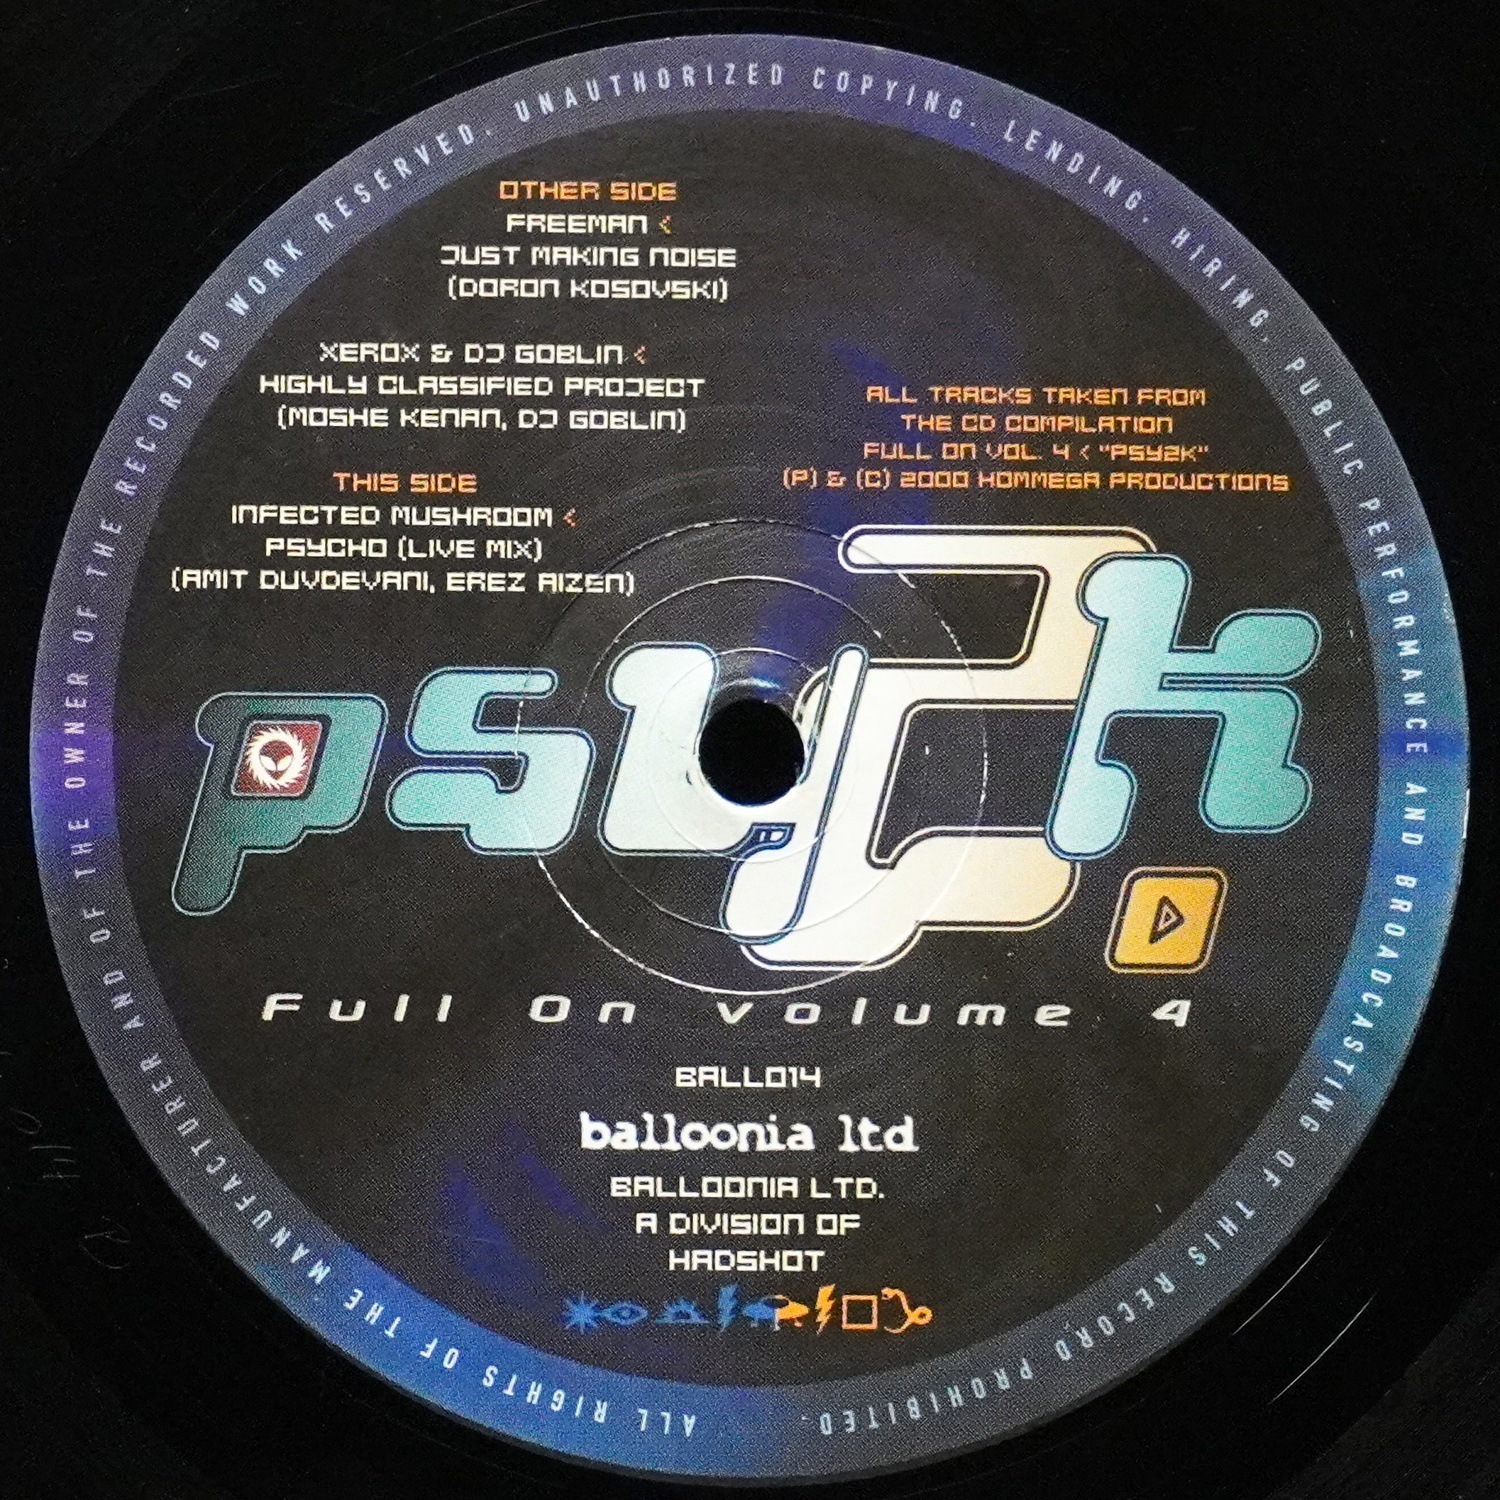 ALL RIGHTS OF THE MANUFACTURER AND OF THE OWNER OF THE RECORDED WORK RESERVED. UNAUTHORIZED COPYING. LENDING. HIRING. PUBLIC PERFORMANCE AND BROADCASTING OF THIS RECORD PROHIBITED.
OTHER SIDE
FREEMAN <
JUST MAKING NOISE
(DORON KOSOVSKI)
XEROX & DJ GOBLIN <
HIGHLY CLASSIFIED PROJECT
(MOSHE KENAN, DJ GOBLIN)
THIS SIDE
INFECTED MUSHROOM <
PSYCHO (LIVE MIX)
(AMIT DUVDEVANI, EREZ AIZEN)
ALL TRACKS TAKEN FROM
THE CD COMPILATION
FULL ON VOL. 4 < "PSY2K"
(P) & (C) 2000 HOMMEGA PRODUCTIONS
psy2k
Full On volume 4
BALL014
balloonia ltd
BALLOONIA LTD.
A DIVISION OF
HADSHOT